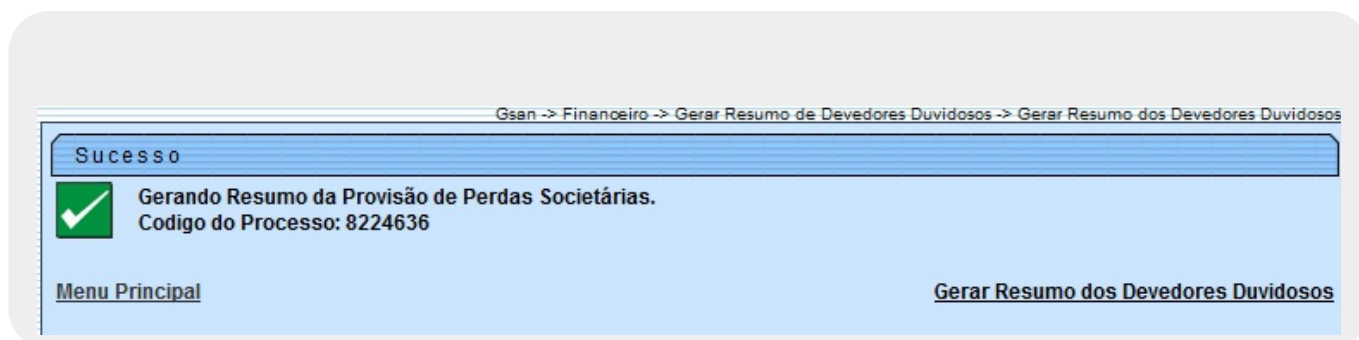 Gsan -> Financeiro -> Gerar Resumo de Devedores Duvidosos -> Gerar Resumo dos Devedores Duvidosos
Sucesso
Gerando Resumo da Provisão de Perdas Societárias.
Codigo do Processo: 8224636
Menu Principal
Gerar Resumo dos Devedores Duvidosos